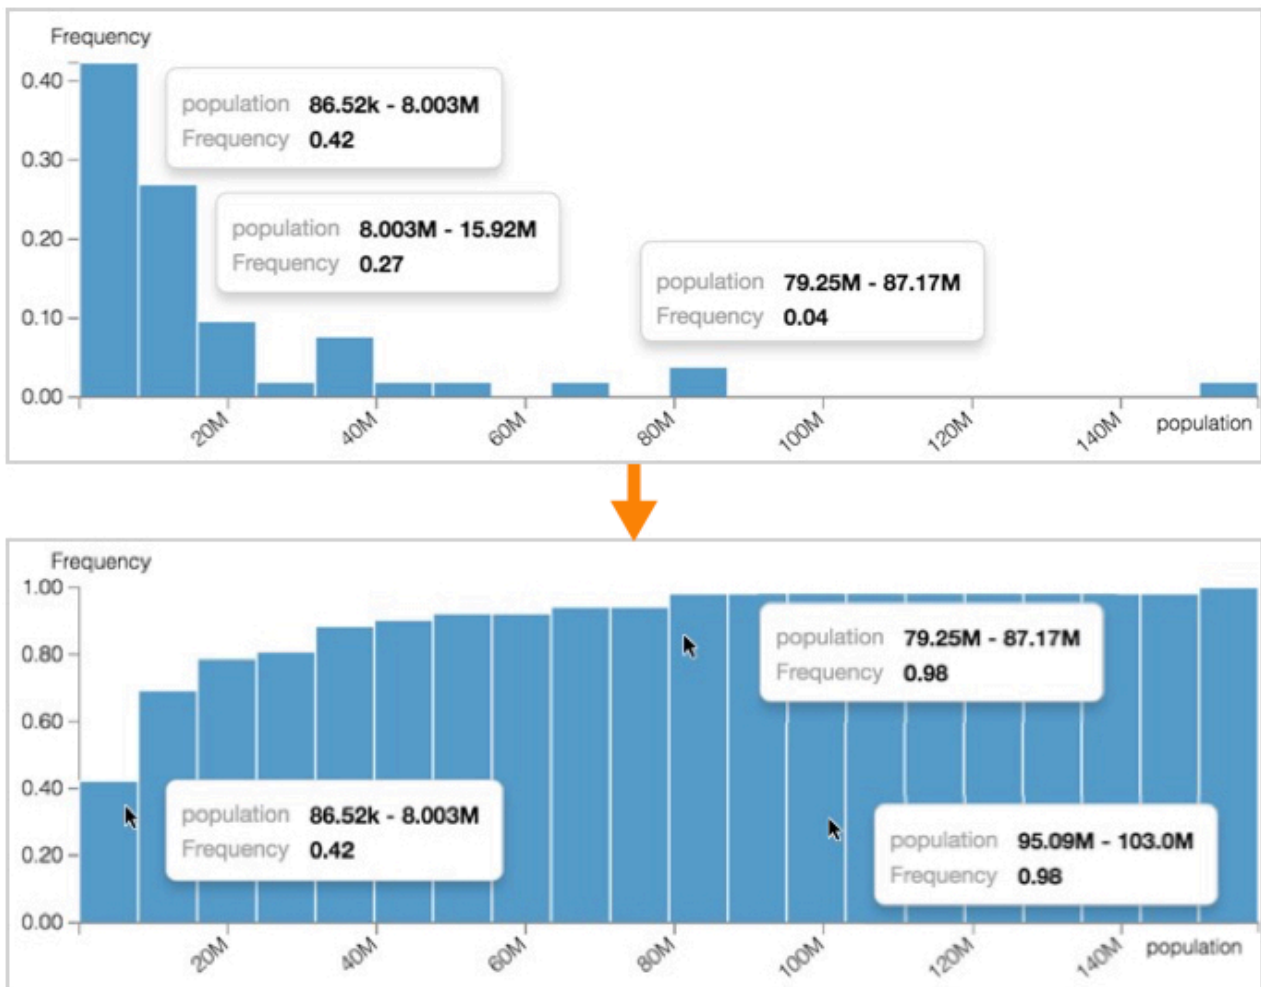 Frequency
0.40
population 86.52k - 8.003M
Frequency 0.42
0.30
0.20
population 8.003M - 15.92M
Frequency 0.27
population 79.25M - 87.17M
Frequency 0.04
0.10
0.00
20M 40M 60M 80M 100M 120M 140M population
Frequency
1.00
0.80
population 79.25M - 87.17M
Frequency 0.98
0.60
0.40
population 86.52k - 8.003M
Frequency 0.42
population 95.09M - 103.0M
Frequency 0.98
0.20
0.00
20M 40M 60M 80M 100M 120M 140M population